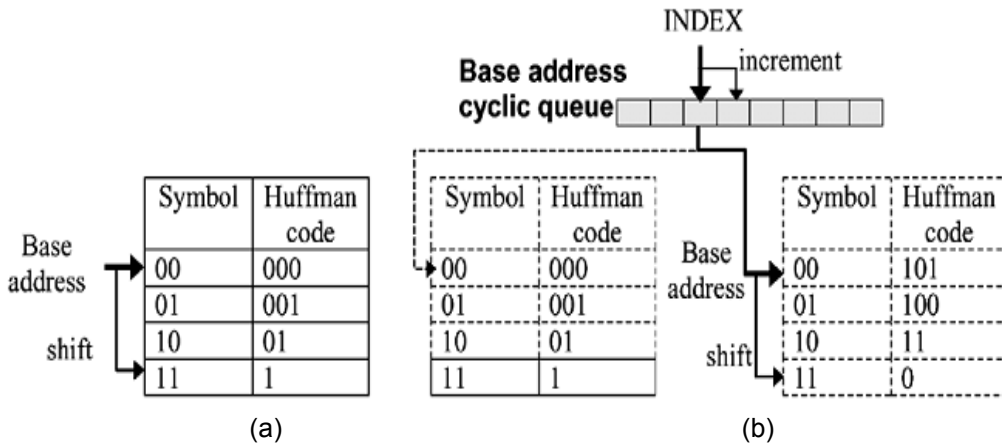 INDEX
increment
Base address
cyclic queue
Base
address
shift
Symbol Huffman
code
00 000
01 001
10 01
11 1
(a)
Symbol Huffman
code
00 000
01 001
10 01
11 1
Base
address
shift
Symbol Huffman
code
00 101
01 100
10 11
11 0
(b)